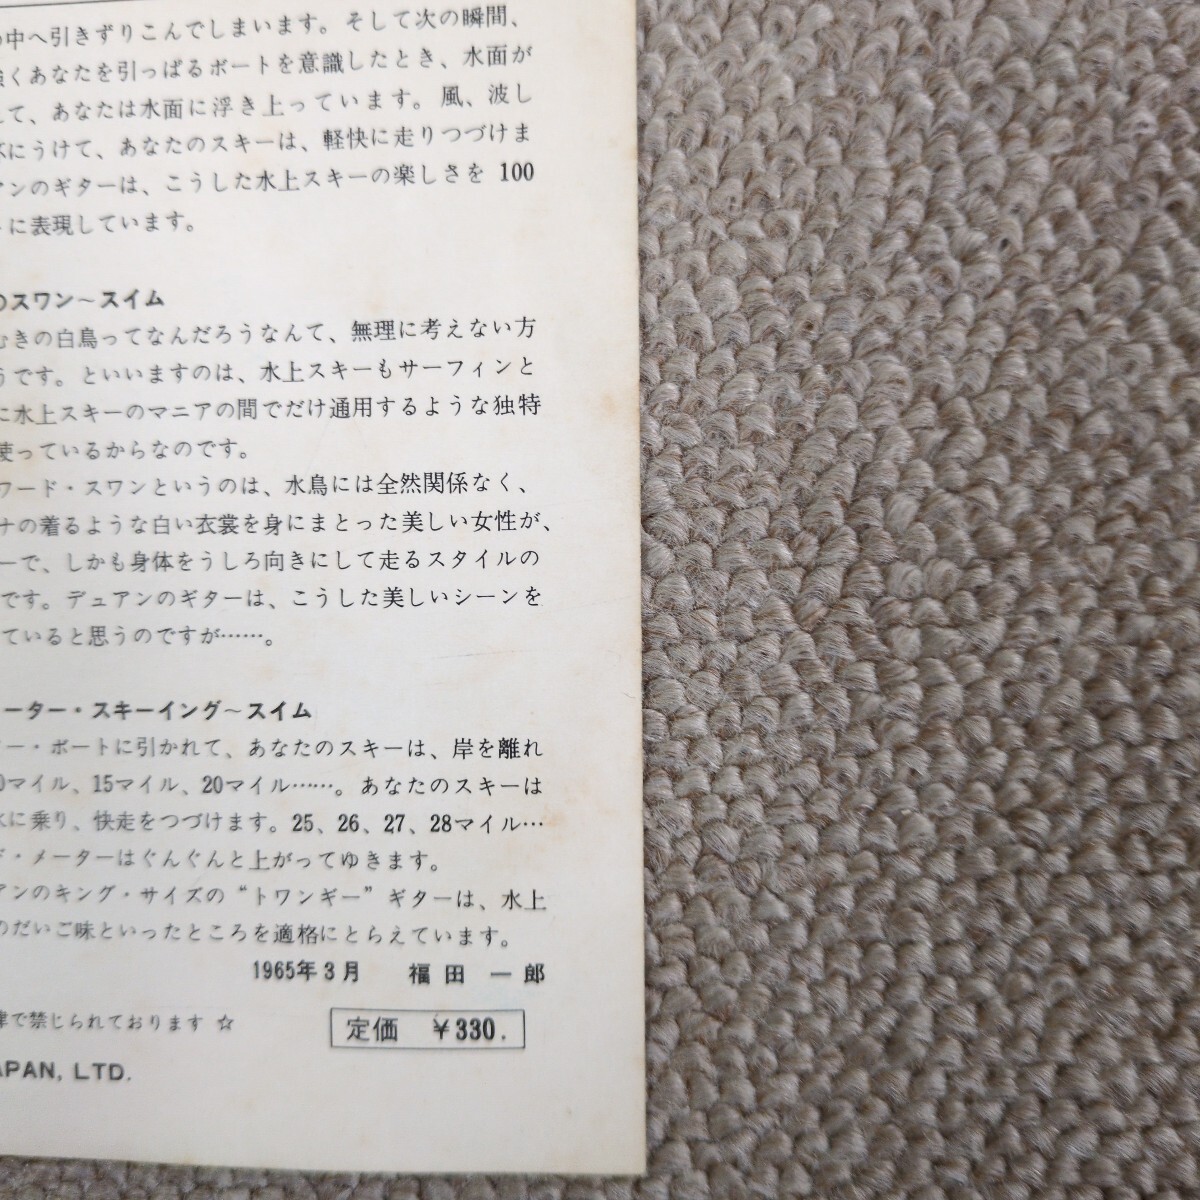 中へ引きずりこんでしまいます。そして次の瞬間、
強くあなたを引っぱるボートを意識したとき、水面が
て、あなたは水面に浮き上っています。風、波し
にうけて、あなたのスキーは、軽快に走りつづけま
アンのギターは、こうした水上スキーの楽しさを 100
に表現しています。
のスワン～スイム
むきの白鳥ってなんだろうなんて、無理に考えない方
うです。といいますのは、水上スキーもサーフィンと
に水上スキーのマニアの間でだけ通用するような独特
使っているからなのです。
ワード・スワンというのは、水鳥には全然関係なく、
ナの着るような白い衣裳を身にまとった美しい女性が、
ーで、しかも身体をうしろ向きにして走るスタイルの
です。デュアンのギターは、こうした美しいシーンを
ていると思うのですが……。
ーター・スキーイング～スイム
ー・ボートに引かれて、あなたのスキーは、岸を離れ
0マイル、15マイル、20マイル……。あなたのスキーは
水に乗り、快走をつづけます。25、26、27、28マイル…
ド・メーターはぐんぐんと上がってゆきます。
アンのキング・サイズの“トワンギー”ギターは、水上
のだいご味といったところを適格にとらえています。
1965年3月 福田 一郎
律で禁じられております ☆
定価 ￥330.
APAN, LTD.